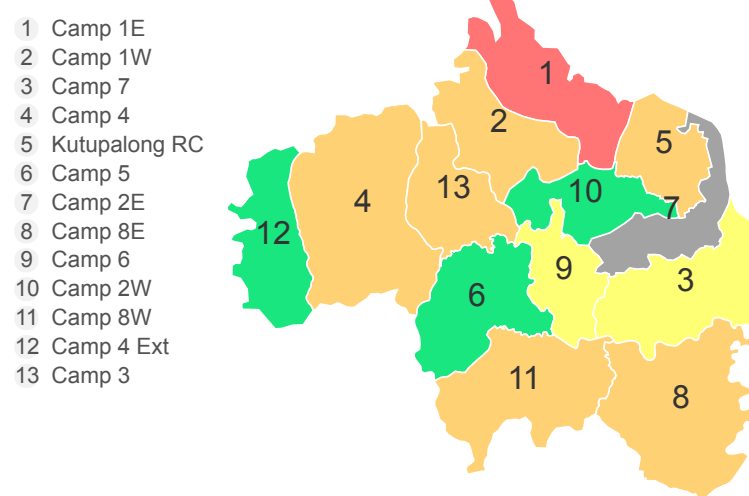 1 Camp 1E
2 Camp 1W
3 Camp 7
4 Camp 4
5 Kutupalong RC
6 Camp 5
7 Camp 2E
8 Camp 8E
9 Camp 6
10 Camp 2W
11 Camp 8W
12 Camp 4 Ext
13 Camp 3
1
2
5
13
10
4
7
12
9
3
6
11
8